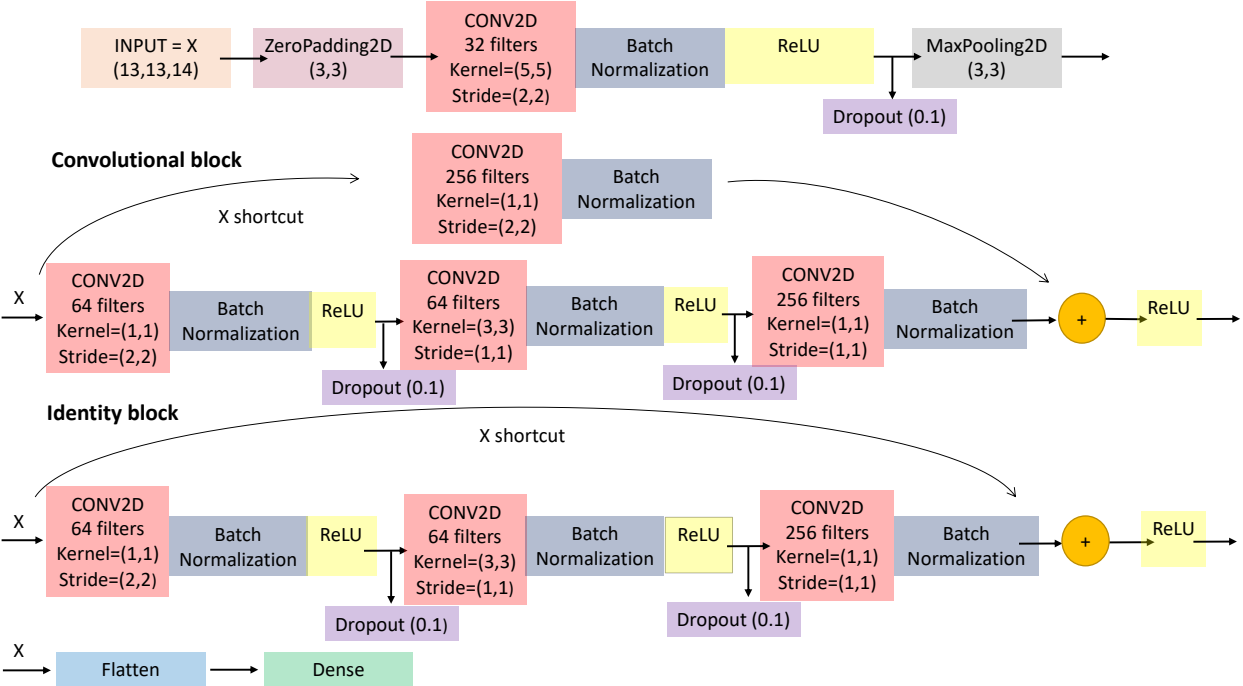 INPUT = X
(13,13,14)
ZeroPadding2D
(3,3)
CONV2D
32 filters
Kernel=(5,5)
Stride=(2,2)
Batch
Normalization
ReLU
MaxPooling2D
(3,3)
Dropout (0.1)
Convolutional block
X shortcut
CONV2D
256 filters
Kernel=(1,1)
Stride=(2,2)
Batch
Normalization
X
CONV2D
64 filters
Kernel=(1,1)
Stride=(2,2)
Batch
Normalization
ReLU
Dropout (0.1)
CONV2D
64 filters
Kernel=(3,3)
Stride=(1,1)
Batch
Normalization
ReLU
Dropout (0.1)
CONV2D
256 filters
Kernel=(1,1)
Stride=(1,1)
Batch
Normalization
+
ReLU
Identity block
X shortcut
X
CONV2D
64 filters
Kernel=(1,1)
Stride=(2,2)
Batch
Normalization
ReLU
Dropout (0.1)
CONV2D
64 filters
Kernel=(3,3)
Stride=(1,1)
Batch
Normalization
ReLU
Dropout (0.1)
CONV2D
256 filters
Kernel=(1,1)
Stride=(1,1)
Batch
Normalization
+
ReLU
X
Flatten
Dense